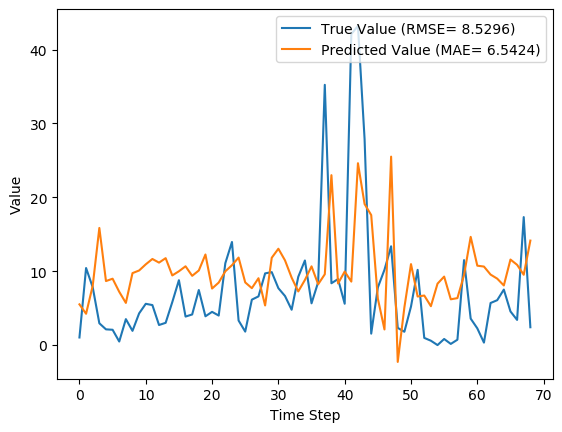 True Value (RMSE= 8.5296)
Predicted Value (MAE= 6.5424)
40
30
20
10
0
Value
0 10 20 30 40 50 60 70
Time Step